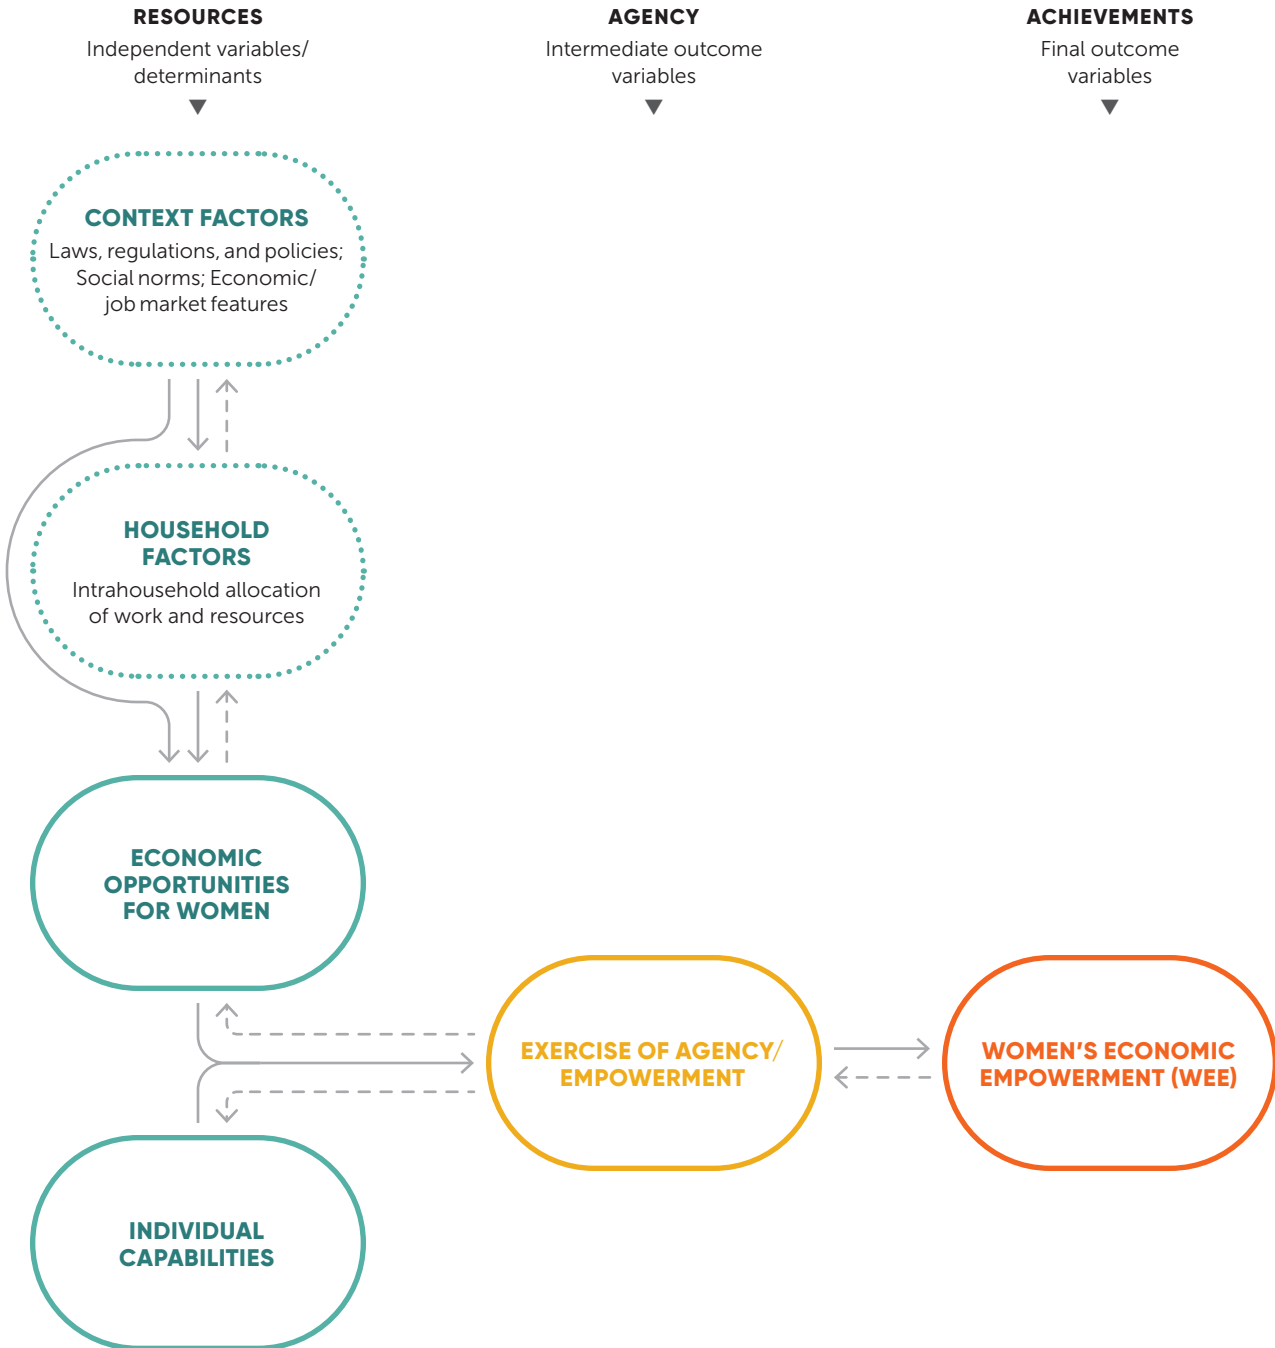 RESOURCES
Independent variables/
determinants
AGENCY
Intermediate outcome
variables
ACHIEVEMENTS
Final outcome
variables
CONTEXT FACTORS
Laws, regulations, and policies;
Social norms; Economic/
job market features
HOUSEHOLD
FACTORS
Intrahousehold allocation
of work and resources
ECONOMIC
OPPORTUNITIES
FOR WOMEN
EXERCISE OF AGENCY/
EMPOWERMENT
WOMEN'S ECONOMIC
EMPOWERMENT (WEE)
INDIVIDUAL
CAPABILITIES